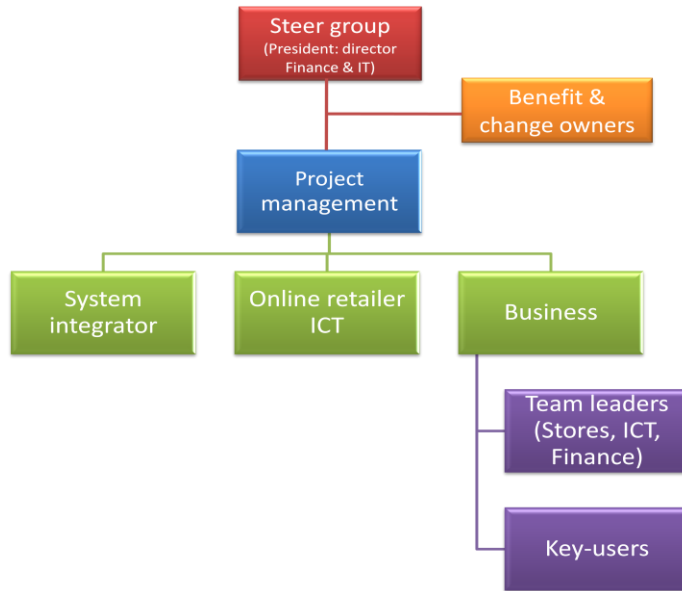 Steer group
(President: director
Finance & IT)
Benefit &
change owners
Project
management
System
integrator
Online retailer
ICT
Business
Team leaders
(Stores, ICT,
Finance)
Key-users